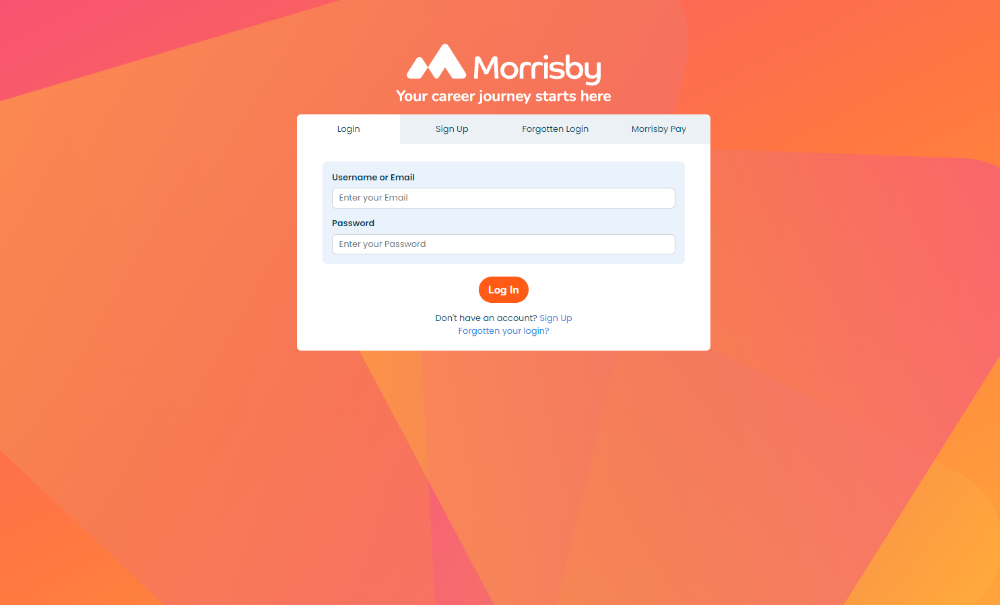 Morrisby
Your career journey starts here
Login
Sign Up
Forgotten Login
Morrisby Pay
Username or Email
Enter your Email
Password
Enter your Password
Log In
Don't have an account? Sign Up
Forgotten your login?